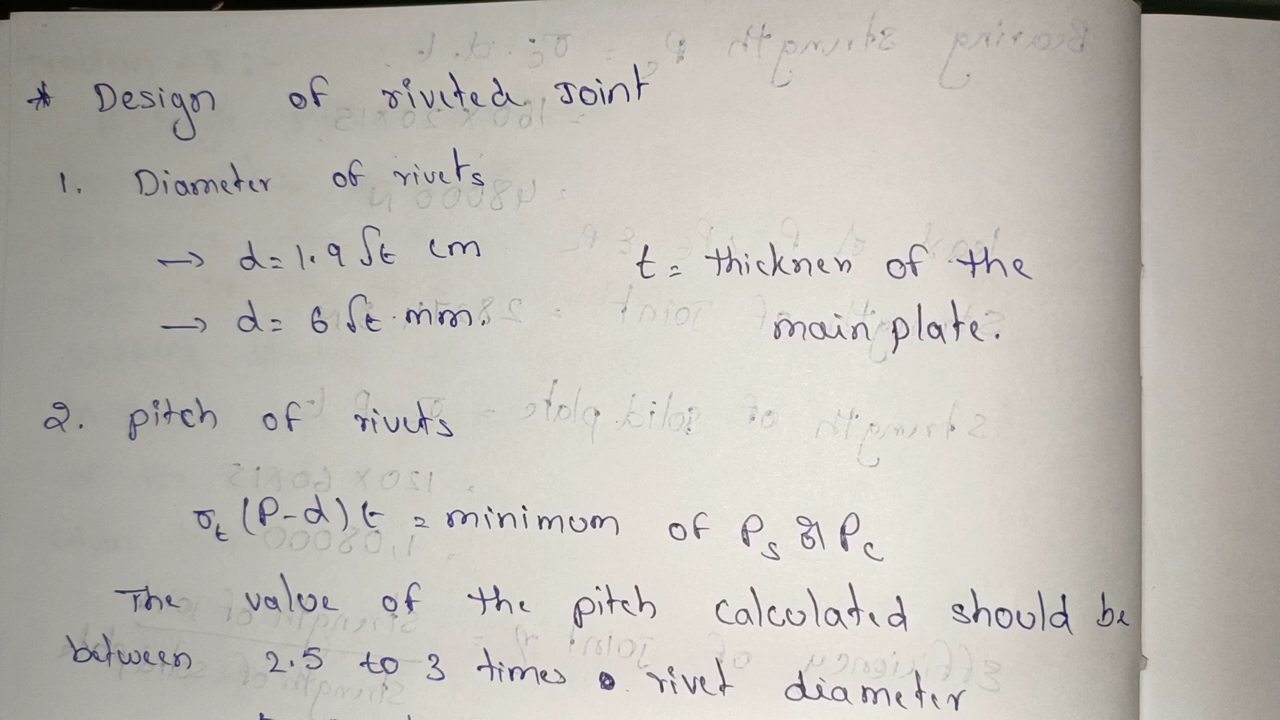 * Design of riveted Joint
1. Diameter of rivets
→ d = 1.9 √t cm
t = thickness of the
→ d = 6 √t mm.
main plate.
2. pitch of rivets
σt (P-d) t = minimum of Ps or Pc
The value of the pitch calculated should be
between 2.5 to 3 times rivet diameter